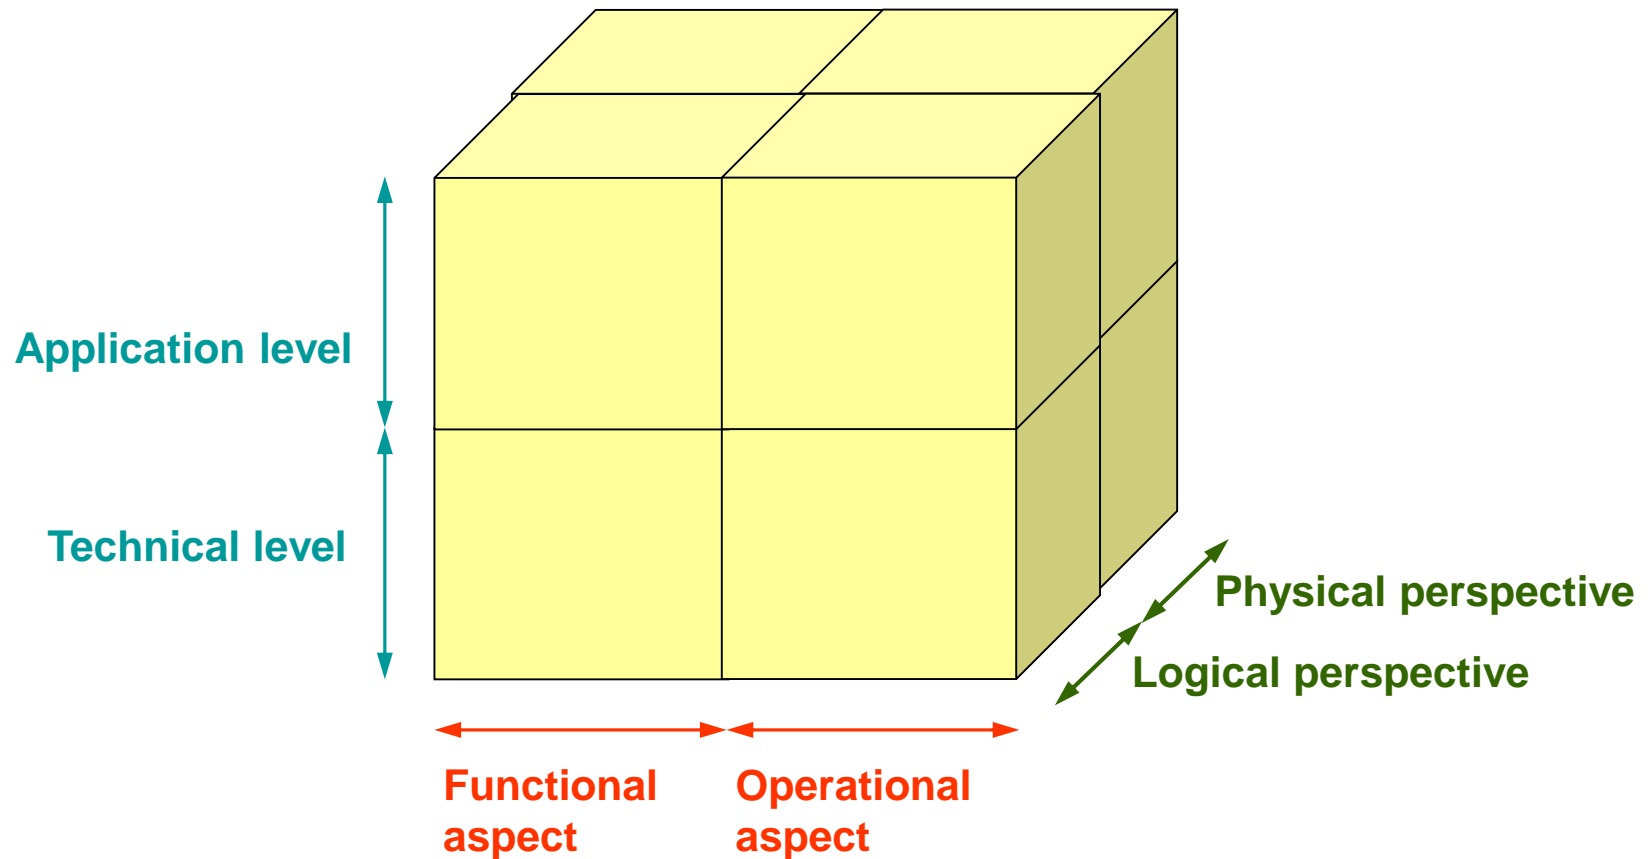 Application level
Technical level
Physical perspective
Logical perspective
Functional
aspect
Operational
aspect